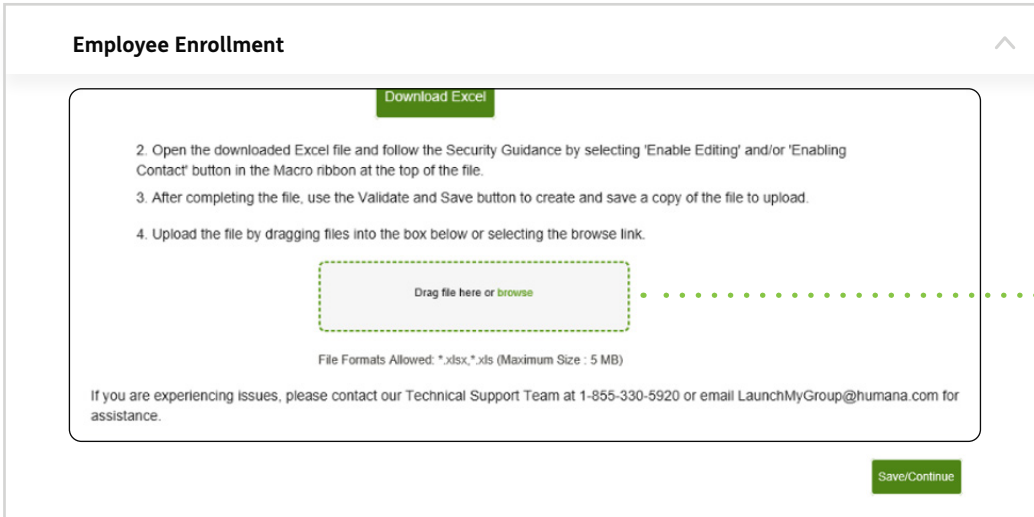 Employee Enrollment
Download Excel
2. Open the downloaded Excel file and follow the Security Guidance by selecting 'Enable Editing' and/or 'Enabling
Contact' button in the Macro ribbon at the top of the file.
3. After completing the file, use the Validate and Save button to create and save a copy of the file to upload.
4. Upload the file by dragging files into the box below or selecting the browse link.
Drag file here or browse
File Formats Allowed: *.xlsx,*.xls (Maximum Size : 5 MB)
If you are experiencing issues, please contact our Technical Support Team at 1-855-330-5920 or email LaunchMyGroup@humana.com for
assistance.
Save/Continue